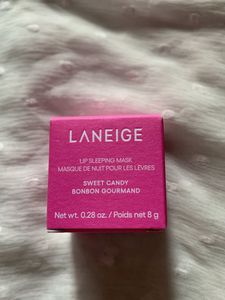 LANEIGE
LIP SLEEPING MASK
MASQUE DE NUIT POUR LES LÈVRES
SWEET CANDY
BONBON GOURMAND
Net wt. 0.28 oz. / Poids net 8 g